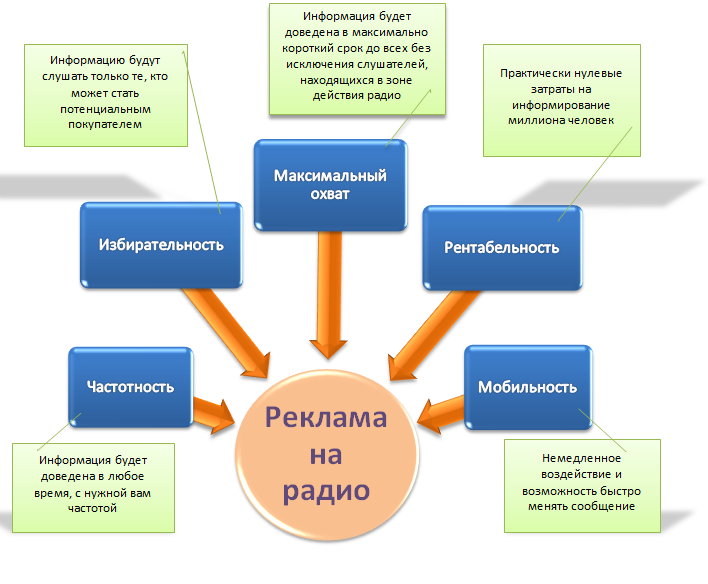 Информация будет
доведена в максимально
короткий срок до всех без
исключения слушателей,
находящихся в зоне
действия радио
Информацию будут
слушать только те, кто
может стать
потенциальным
покупателем
Практически нулевые
затраты на
информирование
миллиона человек
Максимальный
охват
Избирательность
Рентабельность
Частотность
Мобильность
Реклама
на
радио
Информация будет
доведена в любое
время, с нужной вам
частотой
Немедленное
воздействие и
возможность быстро
менять сообщение